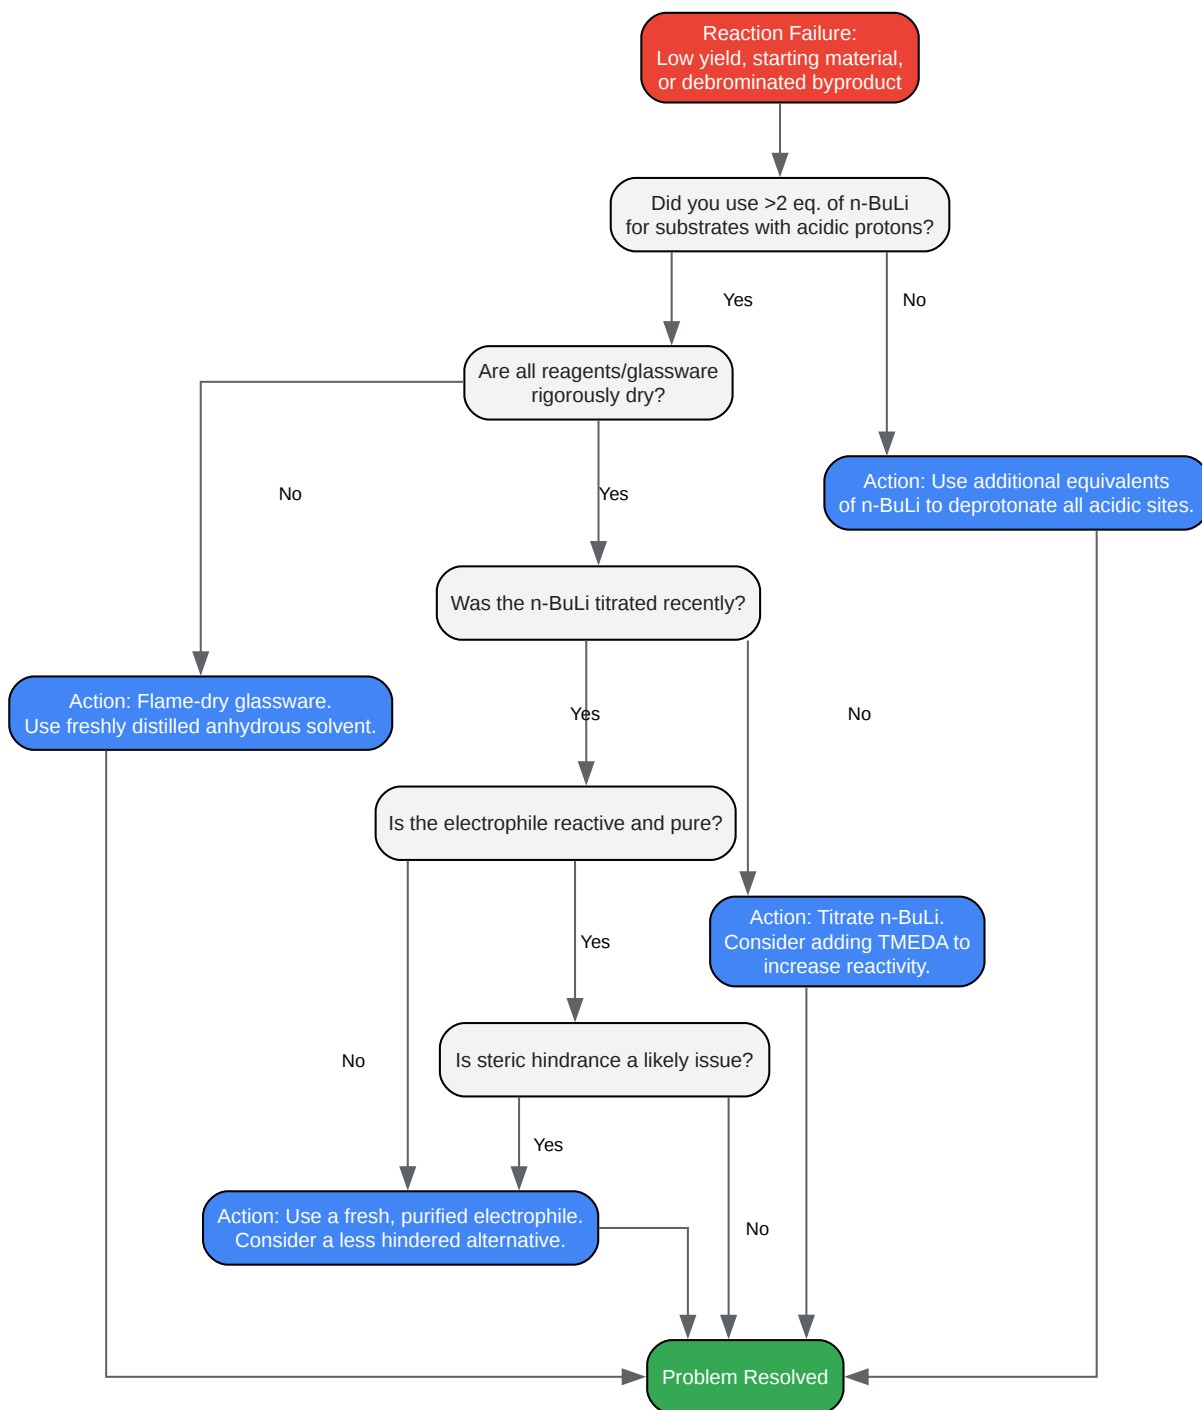 Reaction Failure:
Low yield, starting material,
or debrominated byproduct
Did you use >2 eq. of n-BuLi
for substrates with acidic protons?
Yes
No
Are all reagents/glassware
rigorously dry?
Action: Use additional equivalents
of n-BuLi to deprotonate all acidic sites.
No
Yes
Was the n-BuLi titrated recently?
Action: Flame-dry glassware.
Use freshly distilled anhydrous solvent.
Yes
No
Is the electrophile reactive and pure?
Action: Titrate n-BuLi.
Consider adding TMEDA to
increase reactivity.
Yes
No
Is steric hindrance a likely issue?
Yes
Action: Use a fresh, purified electrophile.
Consider a less hindered alternative.
No
Problem Resolved